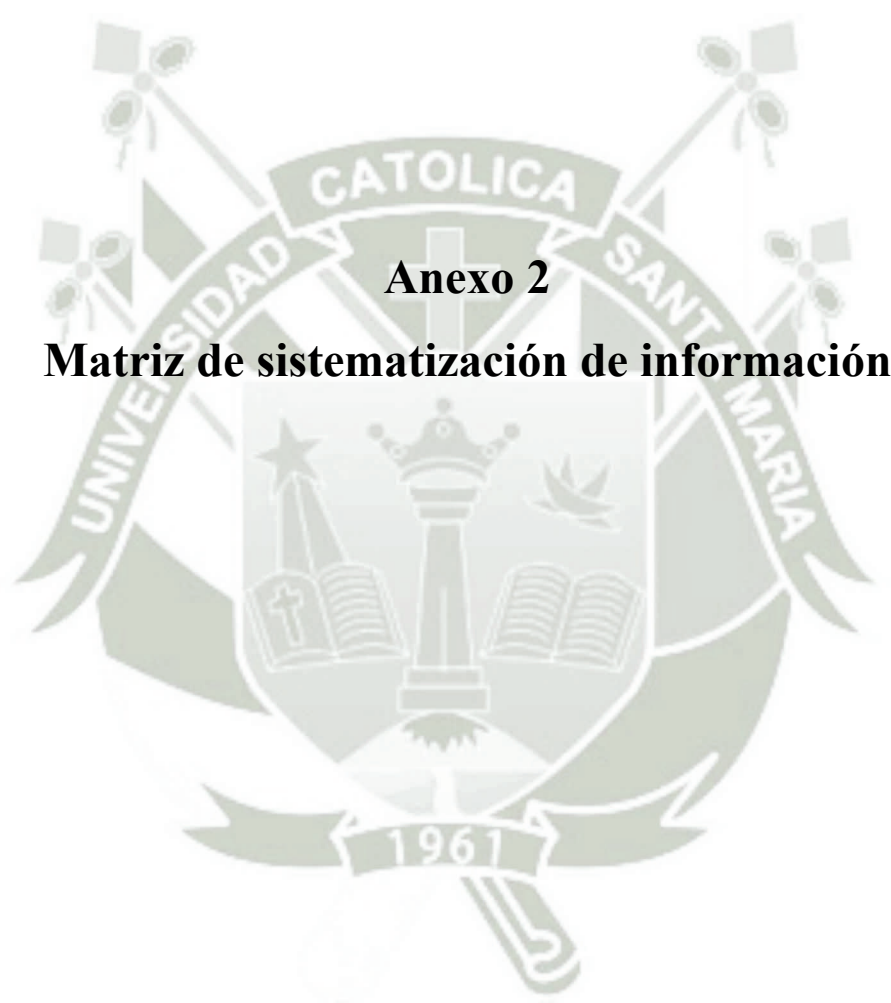 CATOLICA
UNIVERSIDAD
SANTA MARIA
Anexo 2
Matriz de sistematización de información
1961